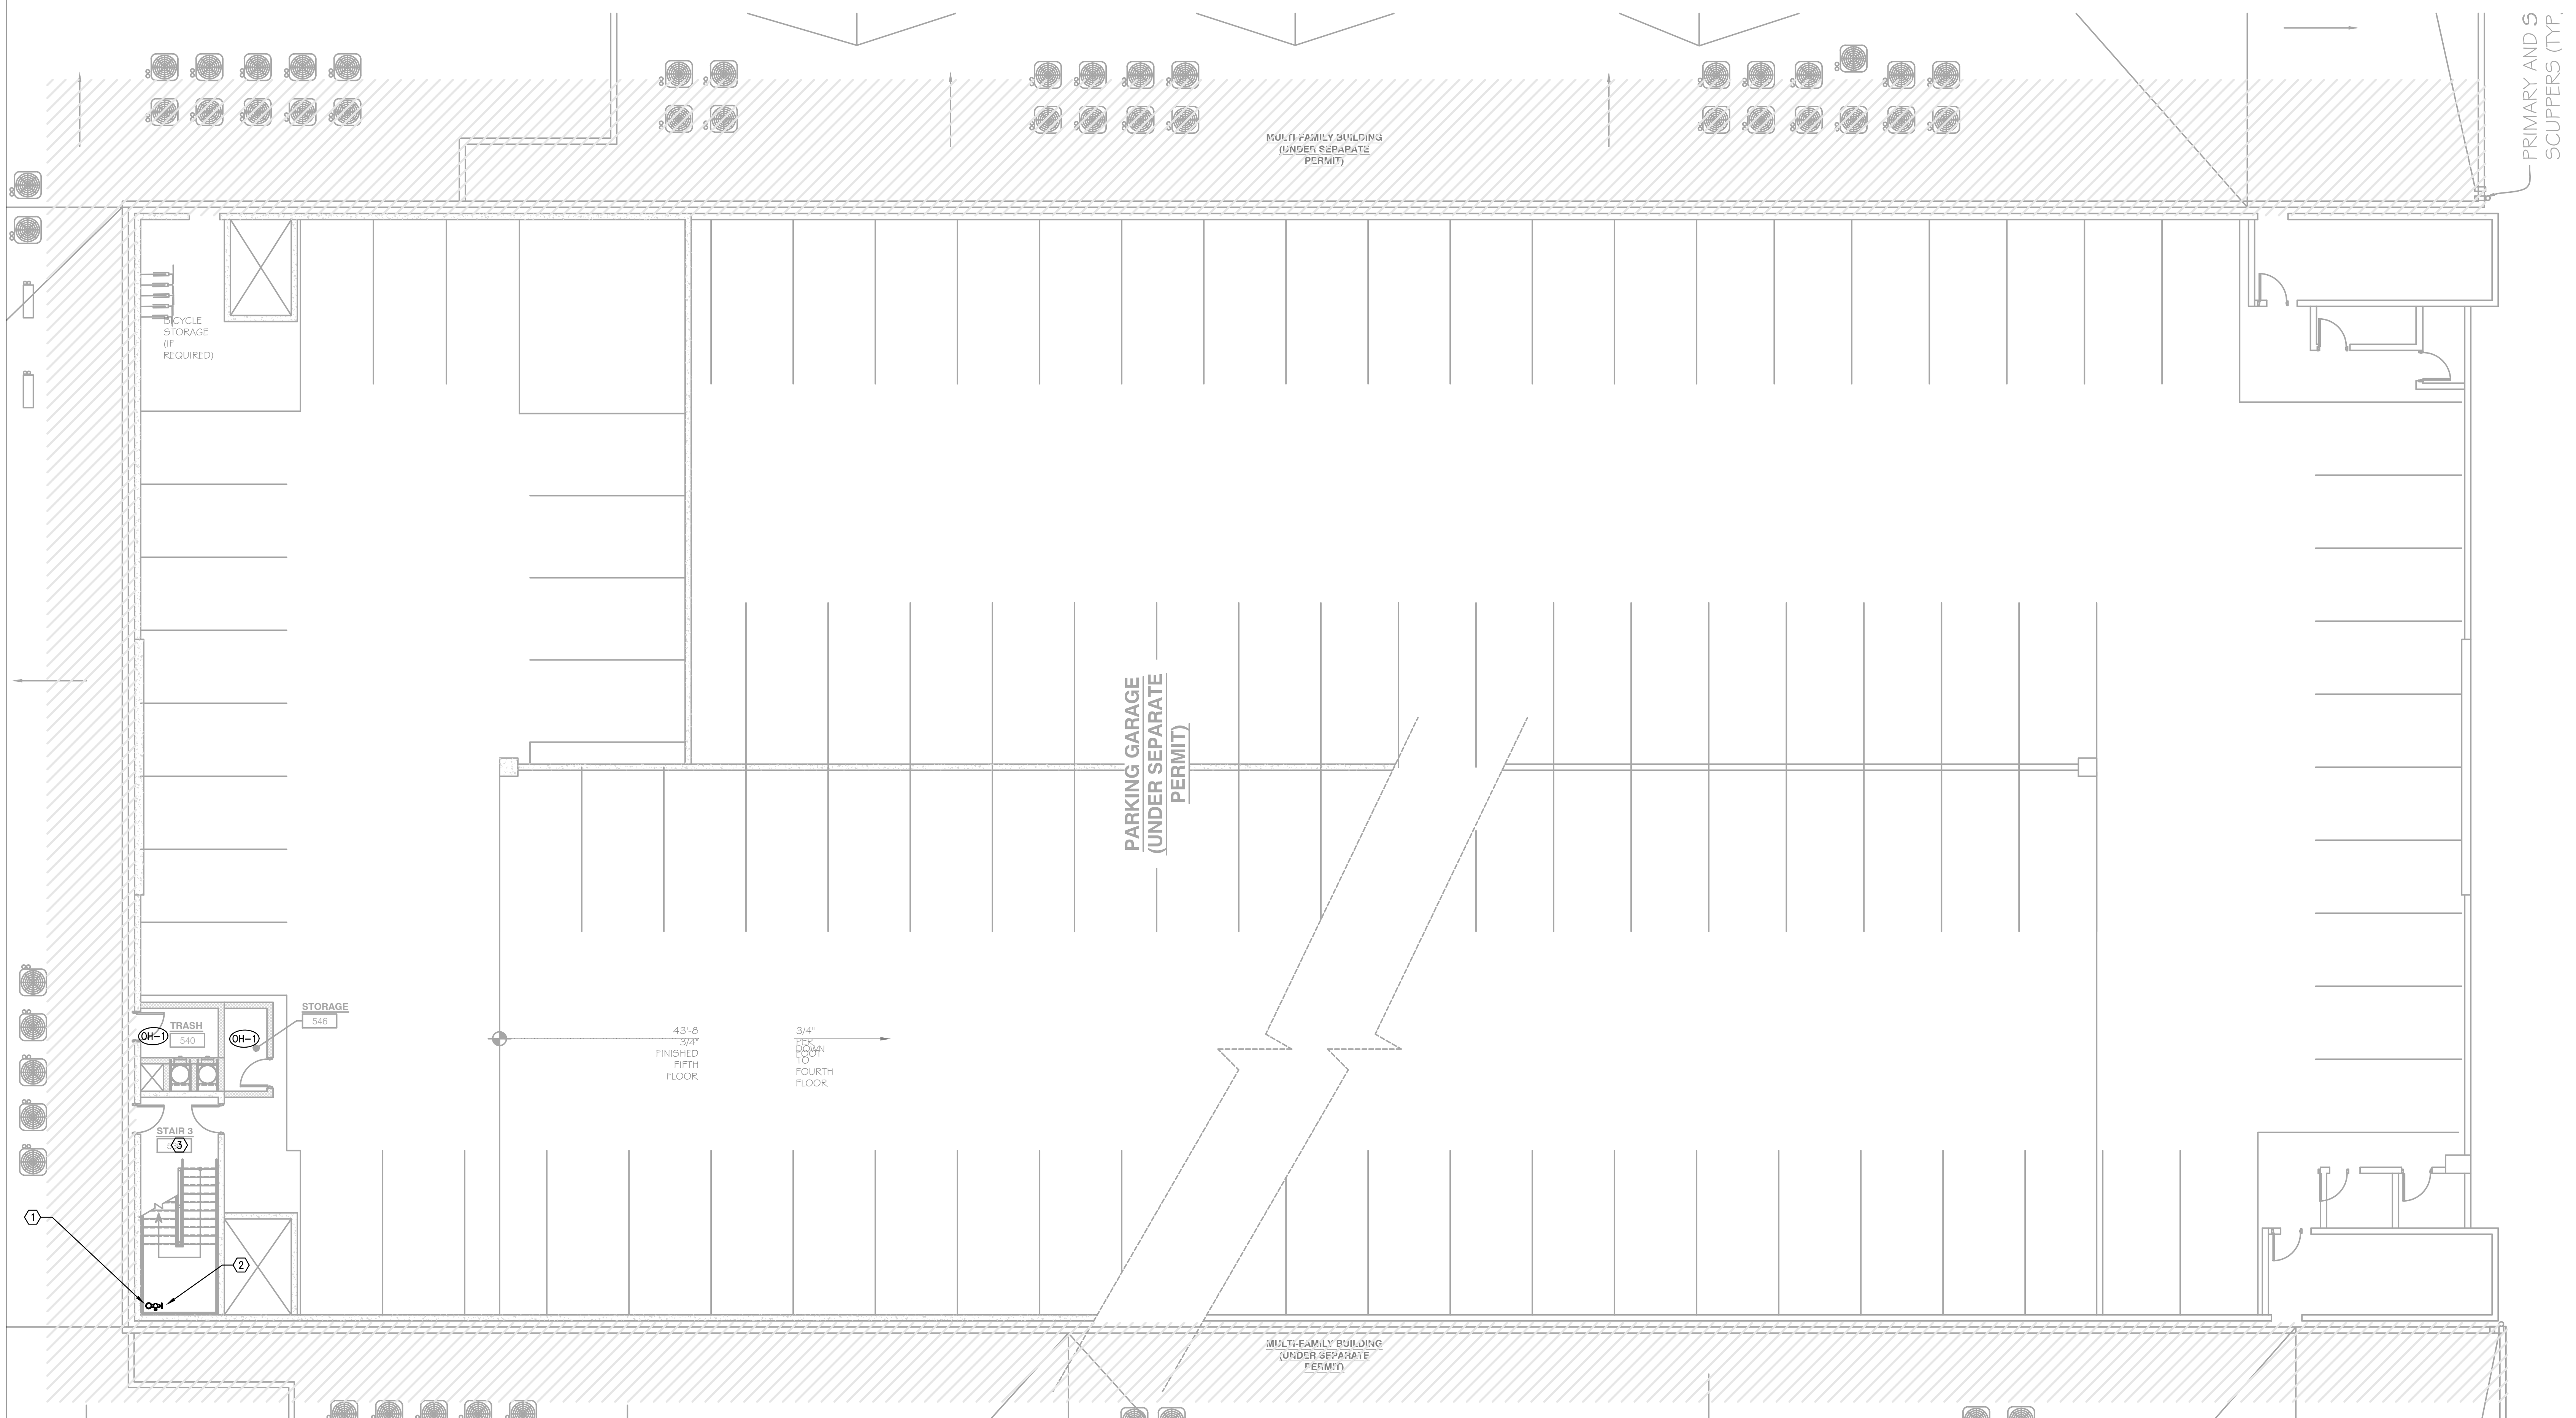 PRIMARY AND S
SCUPPERS (TYP.
MULTI-FAMILY BUILDING
(UNDER SEPARATE
PERMIT)
BICYCLE
STORAGE
(IF
REQUIRED)
PARKING GARAGE
(UNDER SEPARATE
PERMIT)
STORAGE
546
OH-1
TRASH
540
OH-1
43'-8
3/4"
FINISHED
FIFTH
FLOOR
3/4"
PER
FOOT
DOWN
TO
FOURTH
FLOOR
STAIR 3
3
1
2
MULTI-FAMILY BUILDING
(UNDER SEPARATE
PERMIT)